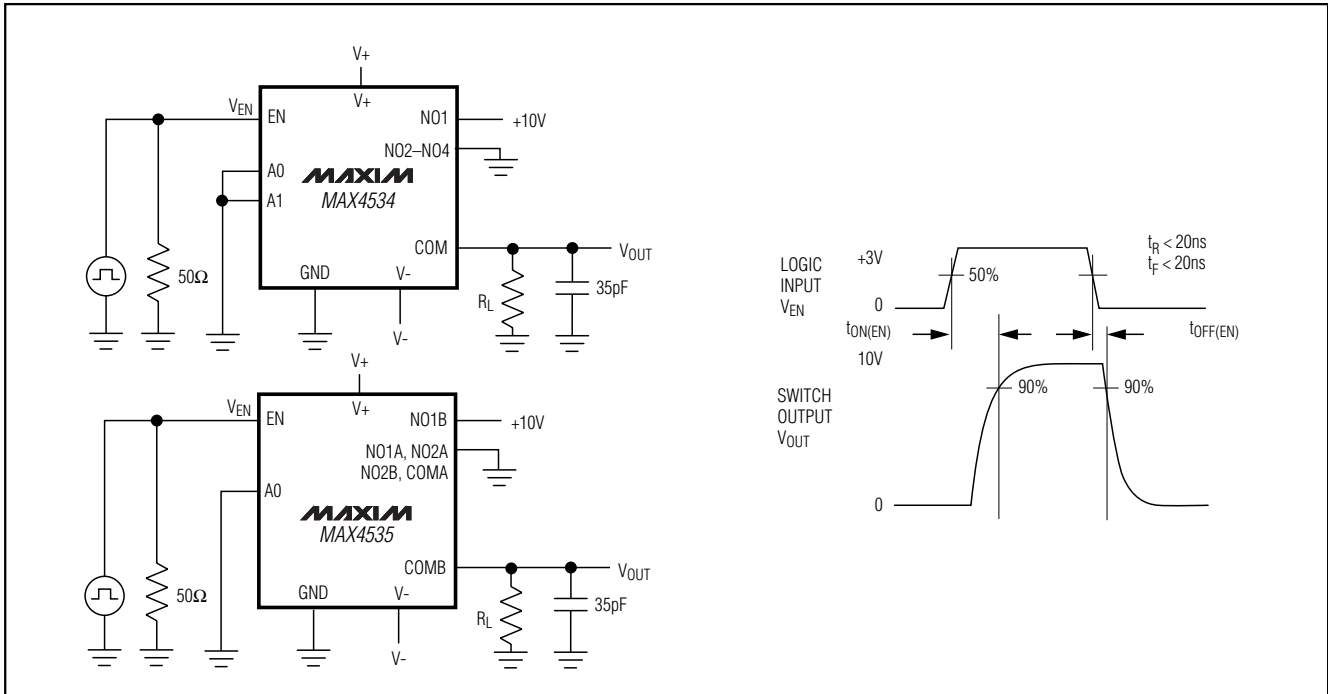 V+
V+
VEN
EN
NO1
+10V
NO2–NO4
A0
MAXIM
A1
MAX4534
COM
VOUT
50Ω
GND
V-
RL
35pF
V-
V+
V+
VEN
EN
NO1B
+10V
NO1A, NO2A
NO2B, COMA
A0
MAXIM
MAX4535
COMB
VOUT
50Ω
GND
V-
RL
35pF
V-
LOGIC
INPUT
VEN
+3V
50%
0
tR < 20ns
tF < 20ns
tON(EN)
tOFF(EN)
10V
90%
90%
SWITCH
OUTPUT
VOUT
0